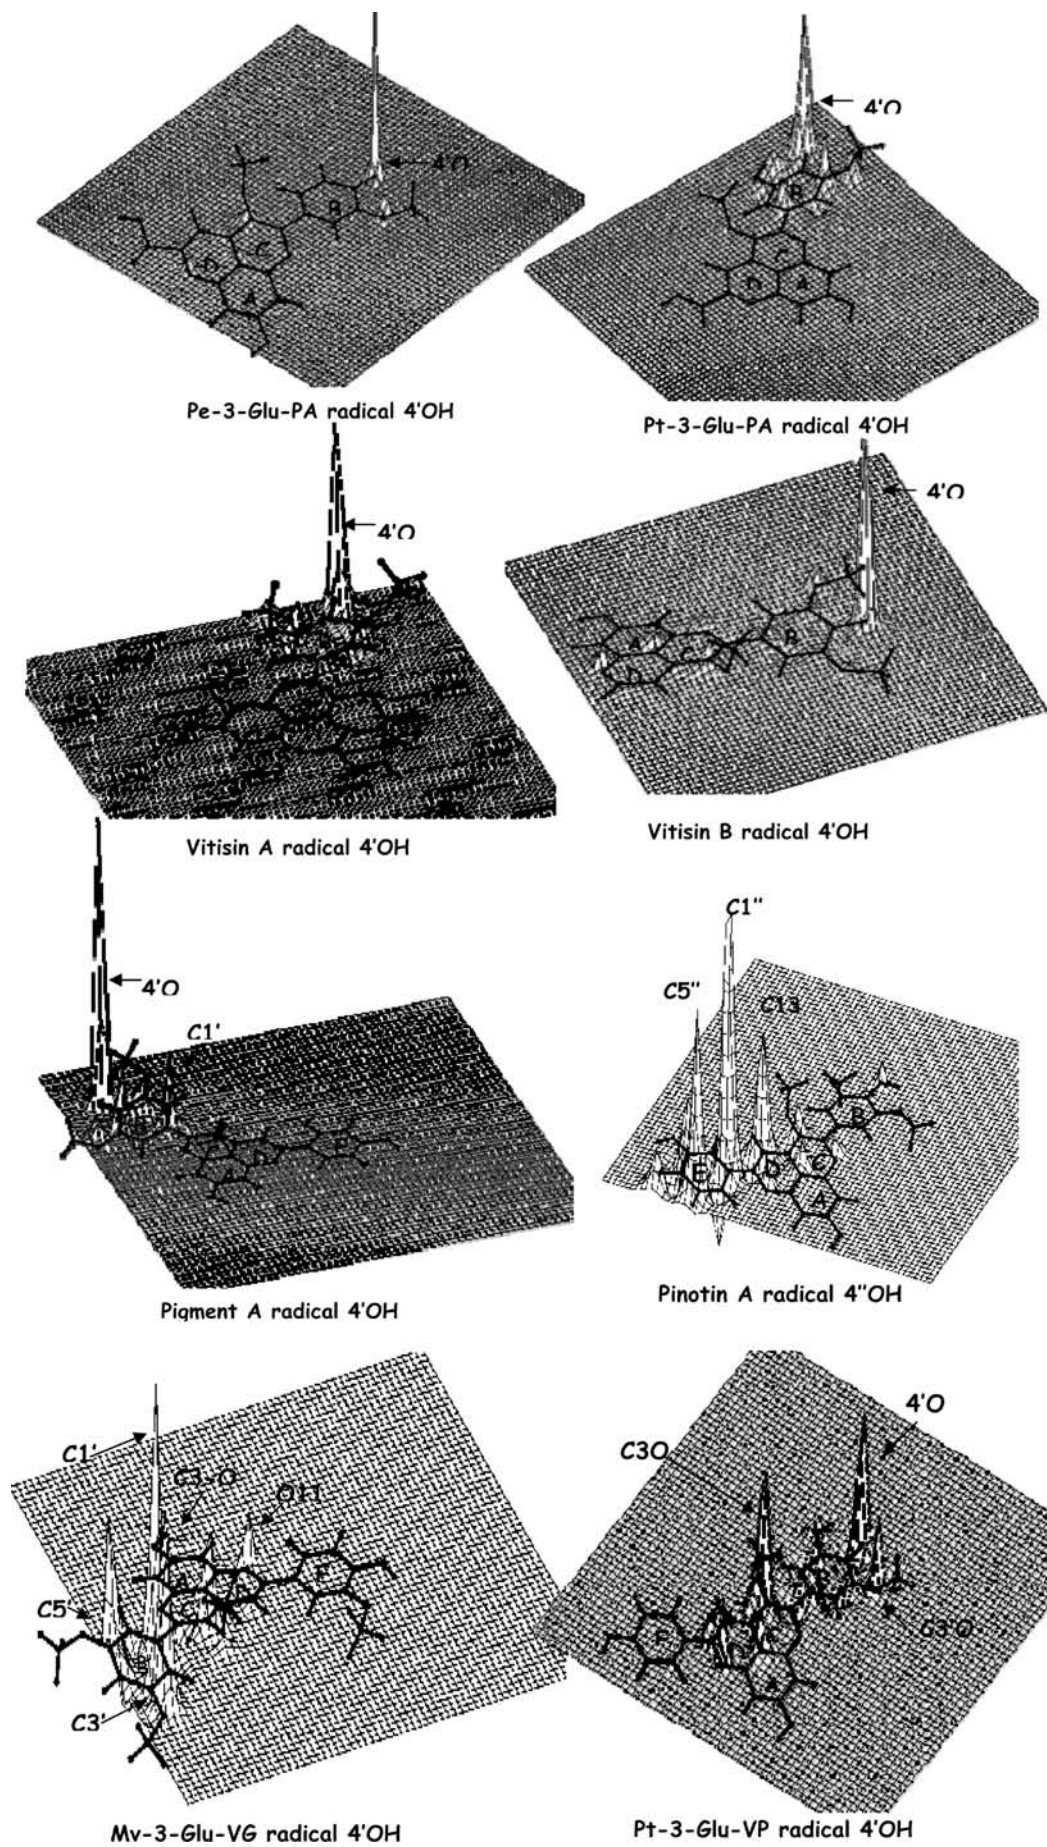 4'O
4'O
B
B
C
D
A
C
D
A
Pe-3-Glu-PA radical 4'OH
Pt-3-Glu-PA radical 4'OH
4'O
4'O
A
C
B
D
Vitisin A radical 4'OH
Vitisin B radical 4'OH
4'O
C1'
A
C1"
C5"
C13
B
E
D
C
A
Pigment A radical 4'OH
Pinotin A radical 4"OH
C1'
C3-O
O11
C5'
B
C3'
4'O
C3O
C3'O
A
Mv-3-Glu-VG radical 4'OH
Pt-3-Glu-VP radical 4'OH